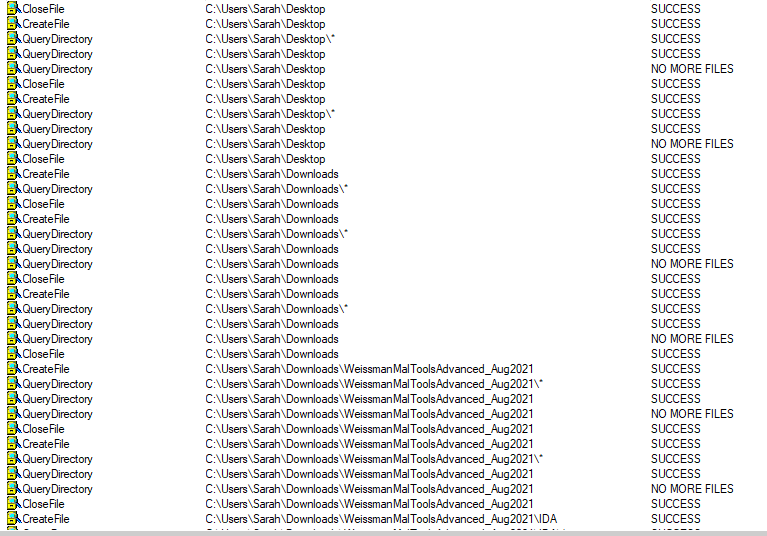 CloseFile C:\Users\Sarah\Desktop SUCCESS
CreateFile C:\Users\Sarah\Desktop SUCCESS
QueryDirectory C:\Users\Sarah\Desktop\* SUCCESS
QueryDirectory C:\Users\Sarah\Desktop SUCCESS
QueryDirectory C:\Users\Sarah\Desktop NO MORE FILES
CloseFile C:\Users\Sarah\Desktop SUCCESS
CreateFile C:\Users\Sarah\Desktop SUCCESS
QueryDirectory C:\Users\Sarah\Desktop\* SUCCESS
QueryDirectory C:\Users\Sarah\Desktop SUCCESS
QueryDirectory C:\Users\Sarah\Desktop NO MORE FILES
CloseFile C:\Users\Sarah\Desktop SUCCESS
CreateFile C:\Users\Sarah\Downloads SUCCESS
QueryDirectory C:\Users\Sarah\Downloads\* SUCCESS
CloseFile C:\Users\Sarah\Downloads SUCCESS
CreateFile C:\Users\Sarah\Downloads SUCCESS
QueryDirectory C:\Users\Sarah\Downloads\* SUCCESS
QueryDirectory C:\Users\Sarah\Downloads SUCCESS
QueryDirectory C:\Users\Sarah\Downloads NO MORE FILES
CloseFile C:\Users\Sarah\Downloads SUCCESS
CreateFile C:\Users\Sarah\Downloads SUCCESS
QueryDirectory C:\Users\Sarah\Downloads\* SUCCESS
QueryDirectory C:\Users\Sarah\Downloads SUCCESS
QueryDirectory C:\Users\Sarah\Downloads NO MORE FILES
CloseFile C:\Users\Sarah\Downloads SUCCESS
CreateFile C:\Users\Sarah\Downloads\WeissmanMalToolsAdvanced_Aug2021 SUCCESS
QueryDirectory C:\Users\Sarah\Downloads\WeissmanMalToolsAdvanced_Aug2021\* SUCCESS
QueryDirectory C:\Users\Sarah\Downloads\WeissmanMalToolsAdvanced_Aug2021 SUCCESS
QueryDirectory C:\Users\Sarah\Downloads\WeissmanMalToolsAdvanced_Aug2021 NO MORE FILES
CloseFile C:\Users\Sarah\Downloads\WeissmanMalToolsAdvanced_Aug2021 SUCCESS
CreateFile C:\Users\Sarah\Downloads\WeissmanMalToolsAdvanced_Aug2021 SUCCESS
QueryDirectory C:\Users\Sarah\Downloads\WeissmanMalToolsAdvanced_Aug2021\* SUCCESS
QueryDirectory C:\Users\Sarah\Downloads\WeissmanMalToolsAdvanced_Aug2021 SUCCESS
QueryDirectory C:\Users\Sarah\Downloads\WeissmanMalToolsAdvanced_Aug2021 NO MORE FILES
CloseFile C:\Users\Sarah\Downloads\WeissmanMalToolsAdvanced_Aug2021 SUCCESS
CreateFile C:\Users\Sarah\Downloads\WeissmanMalToolsAdvanced_Aug2021\IDA SUCCESS